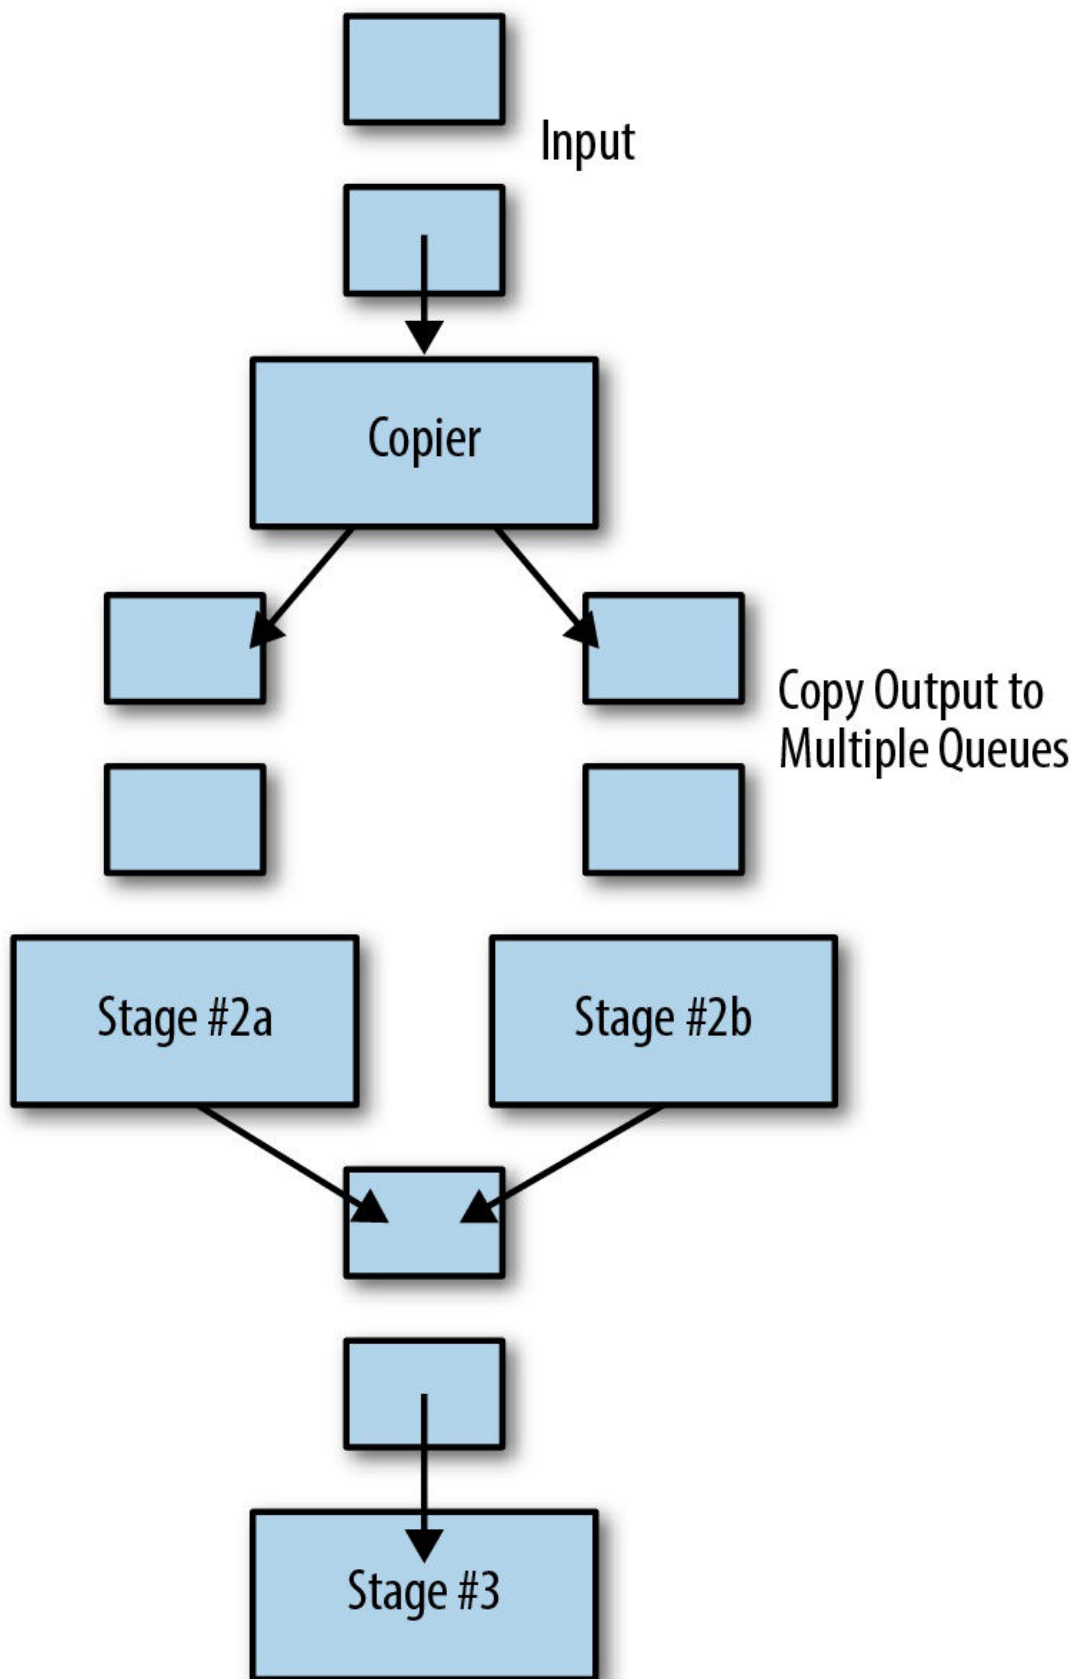 Input
Copier
Copy Output to
Multiple Queues
Stage #2a
Stage #2b
Stage #3